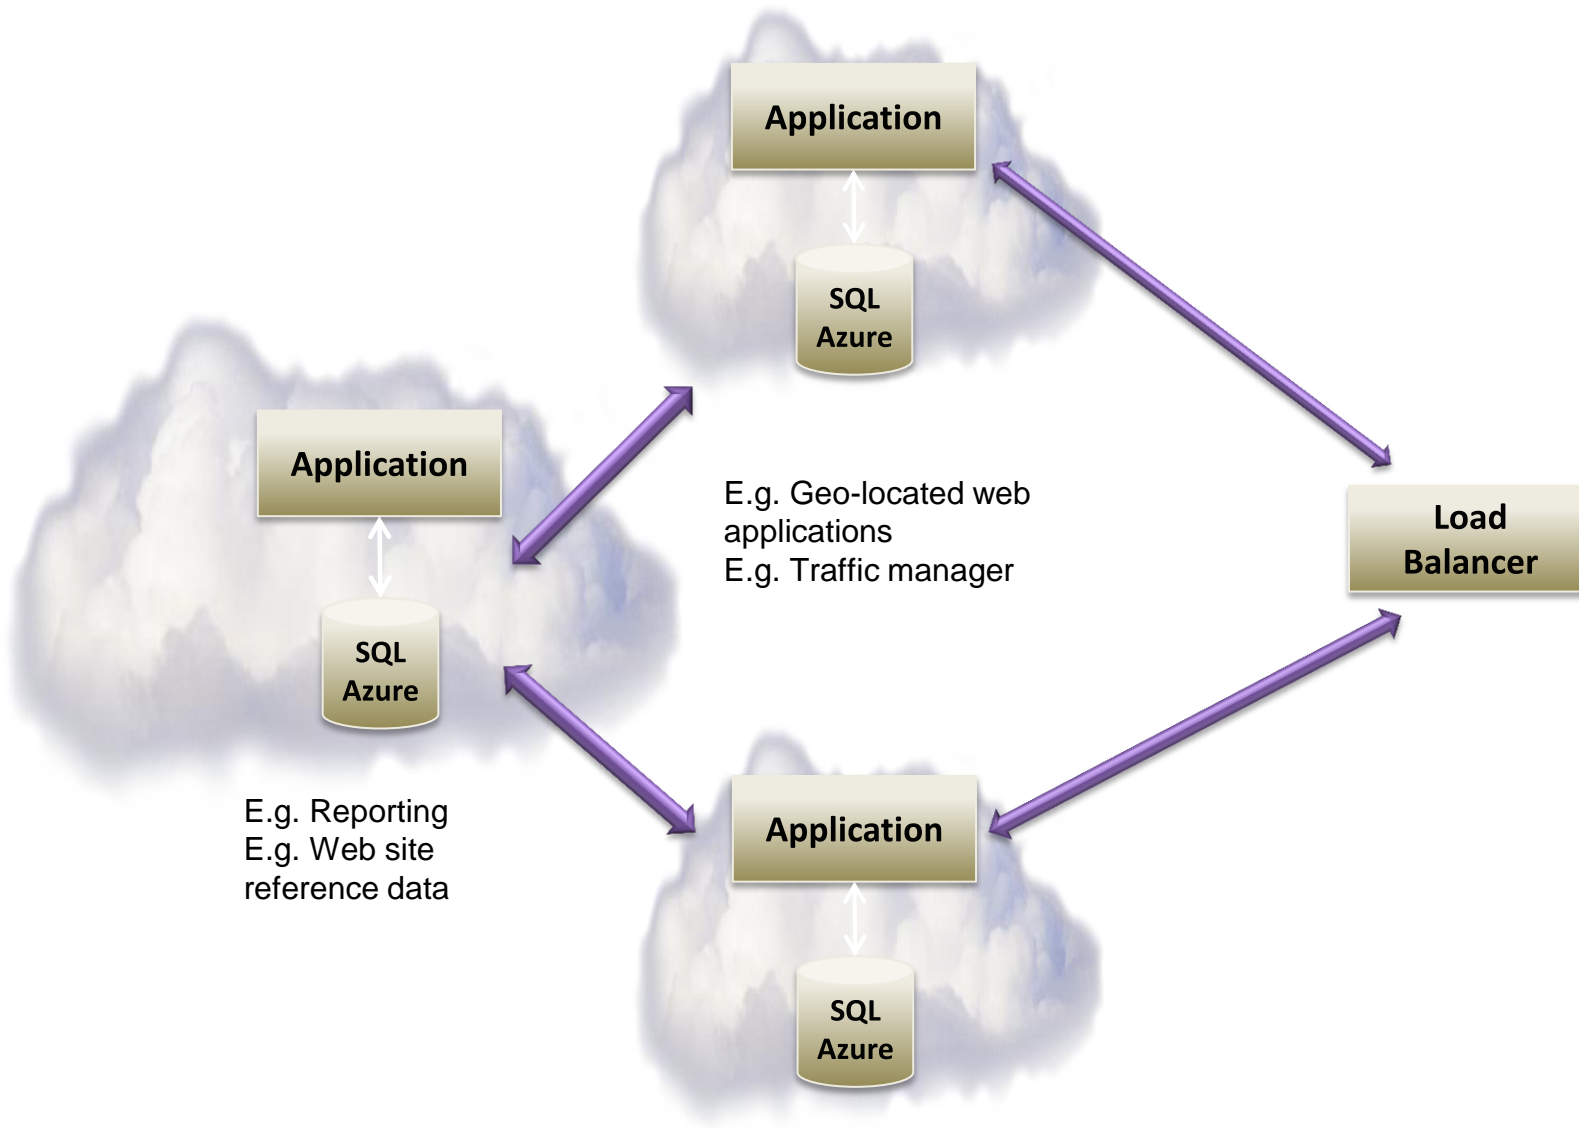 Application
SQL
Azure
Application
SQL
Azure
E.g. Geo-located web
applications
E.g. Traffic manager
Load
Balancer
E.g. Reporting
E.g. Web site
reference data
Application
SQL
Azure